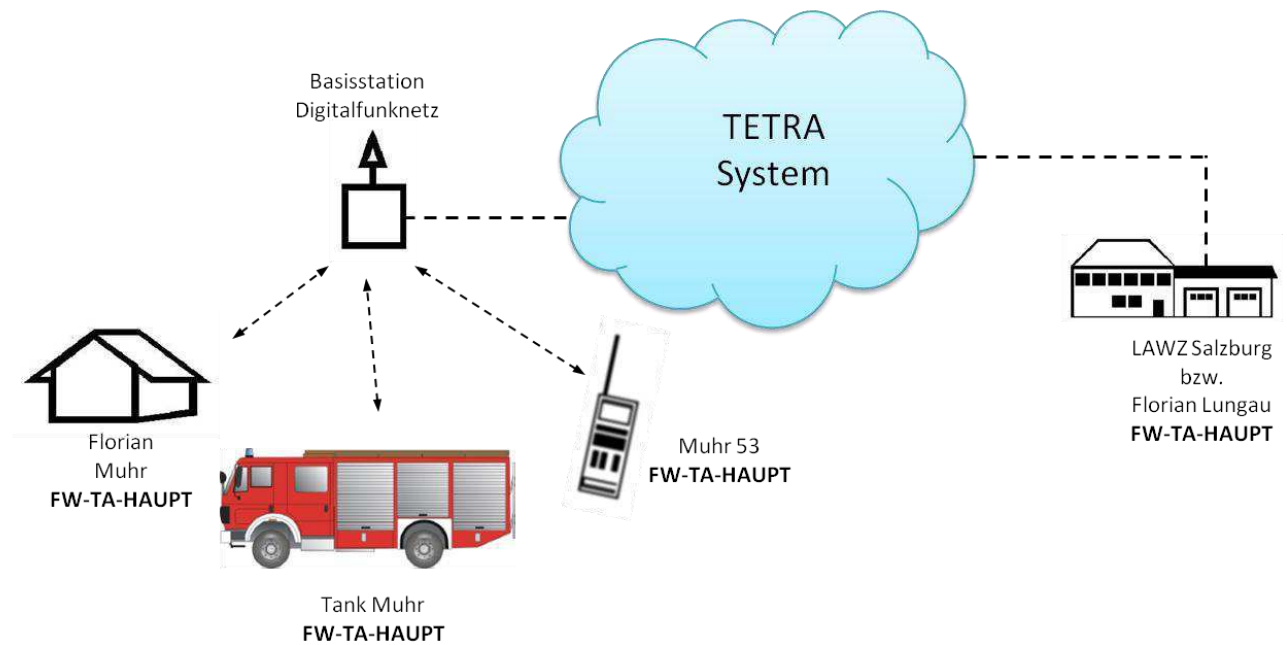 Basisstation
Digitalfunknetz
TETRA
System
Florian
Muhr
FW-TA-HAUPT
Tank Muhr
FW-TA-HAUPT
Muhr 53
FW-TA-HAUPT
LAWZ Salzburg
bzw.
Florian Lungau
FW-TA-HAUPT